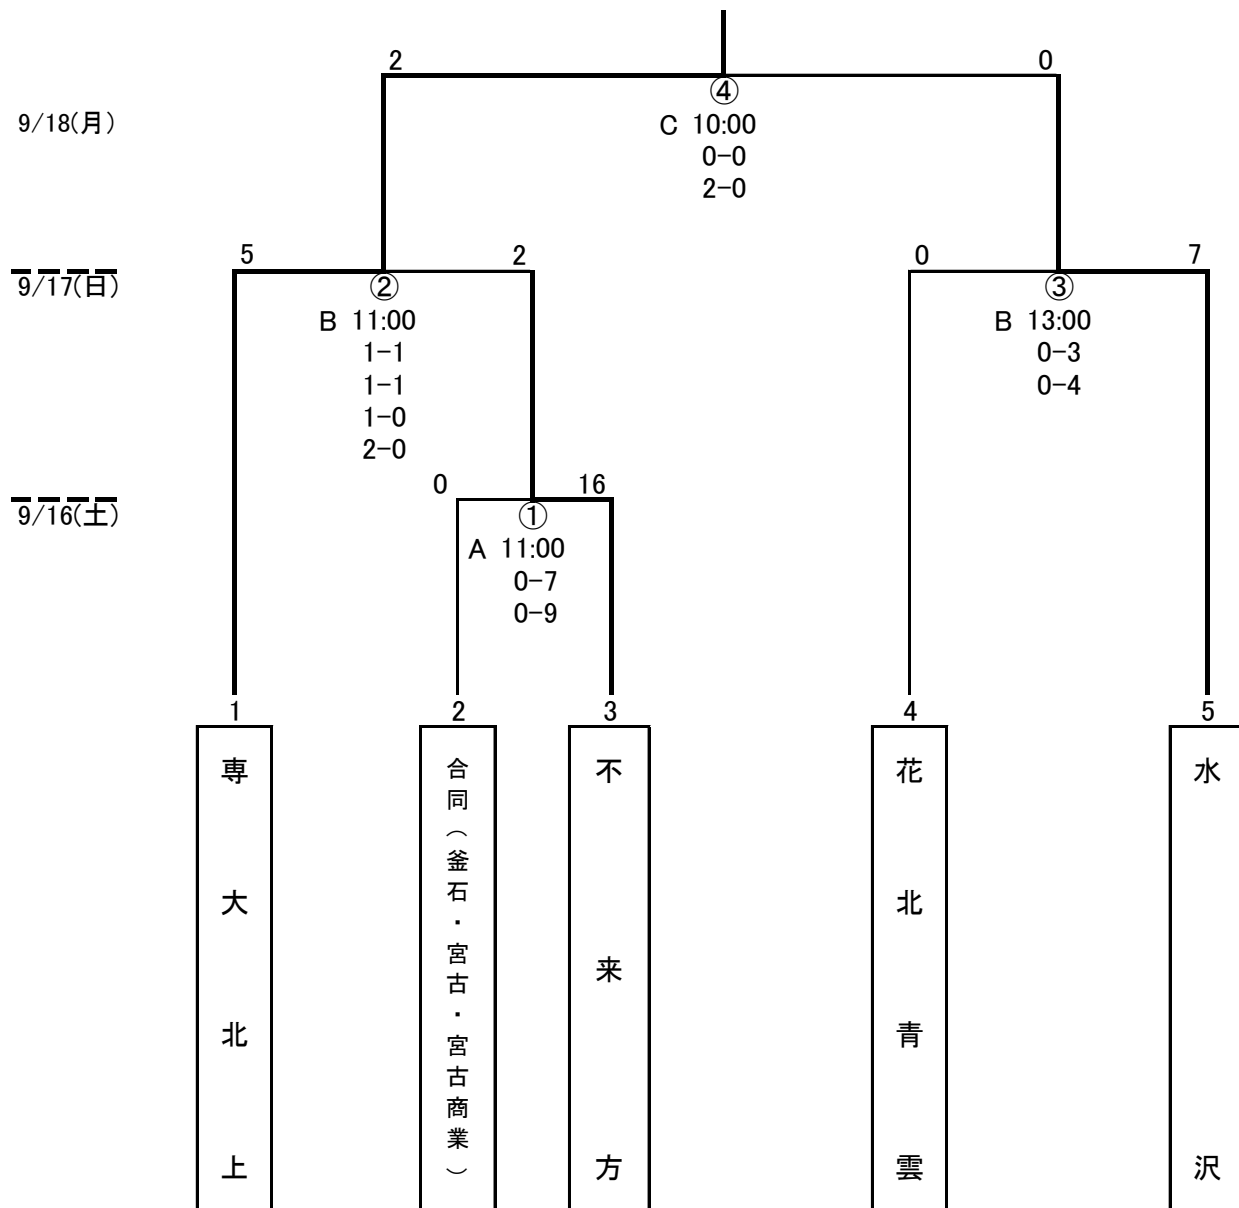 2 0
④
9/18(月)
C 10:00
0-0
2-0
5 2 0 7
9/17(日)
② ③
B 11:00 B 13:00
1-1 0-3
1-1 0-4
1-0
2-0
0 16
9/16(土)
①
A 11:00
0-7
0-9
1 2 3 4 5
専大北上
合同(釜石・宮古・宮古商業)
不来方
花北青雲
水沢